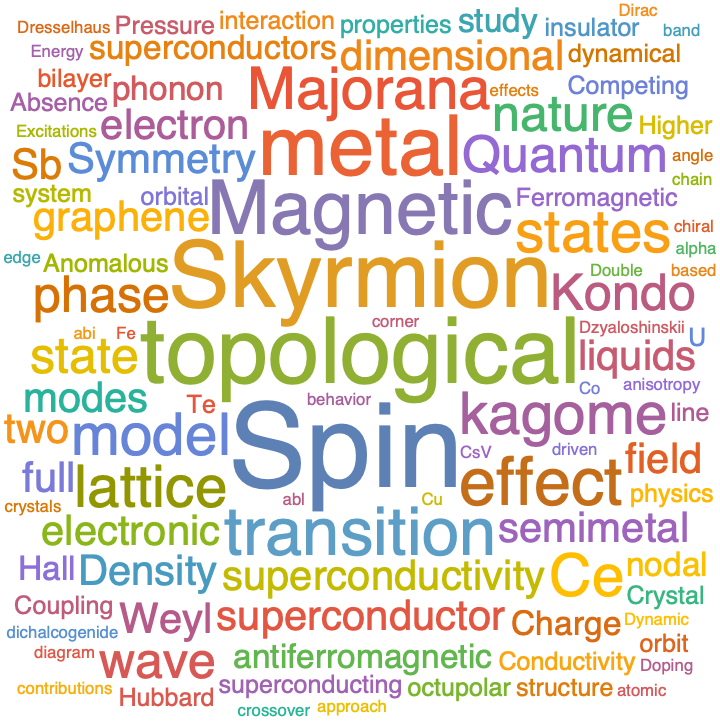 Dresselhaus Pressure interaction properties study insulator Dirac band
Energy superconductors dimensional dynamical
bilayer phonon Majorana effects Competing
Absence electron metal nature Higher
Excitations Symmetry Quantum angle
Sb chain
system orbital Magnetic Ferromagnetic
graphene states chiral
edge Anomalous Skyrmion Double alpha based
phase Kondo
abi Fe topological corner Dzyaloshinskii U
state liquids
modes Te behavior Co anisotropy
two model Spin kagome line
CsV driven
full lattice effect field
crystals abl Cu physics
electronic transition semimetal
Hall Density superconductivity Ce nodal
Coupling Weyl superconductor Charge Crystal Dynamic
dichalcogenide orbit
diagram wave antiferromagnetic Conductivity Doping
contributions Hubbard superconducting octupolar structure atomic
crossover approach